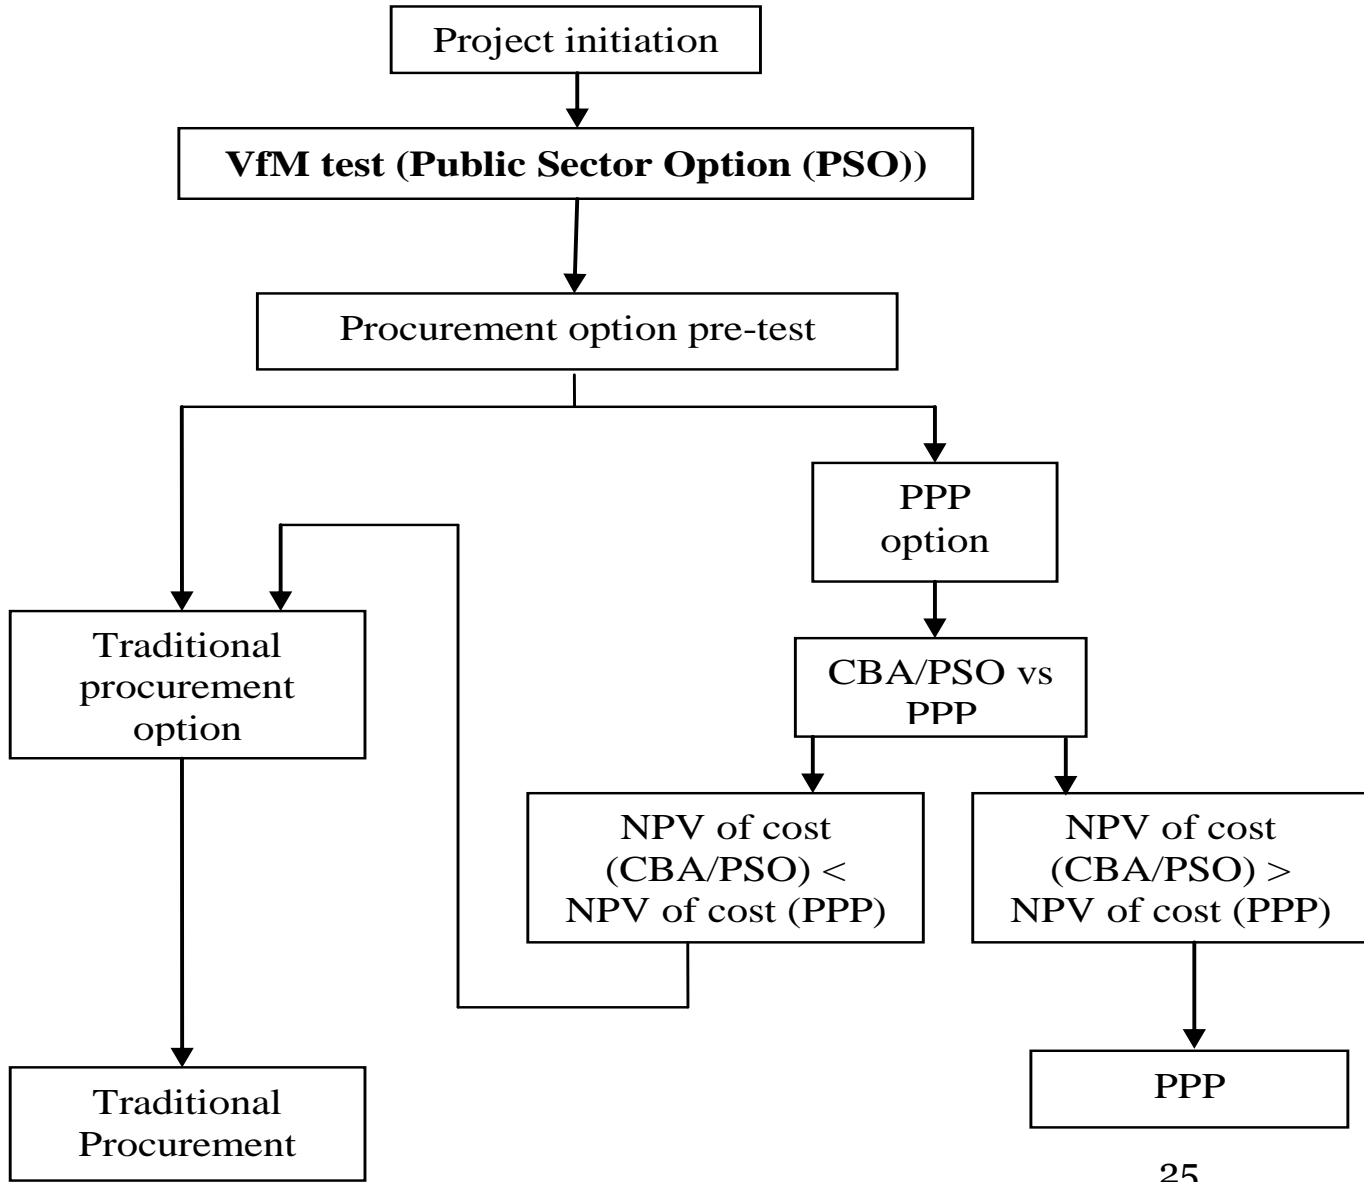 Project initiation
VfM test (Public Sector Option (PSO))
Procurement option pre-test
PPP
option
Traditional
procurement
option
CBA/PSO vs
PPP
NPV of cost
(CBA/PSO) <
NPV of cost (PPP)
NPV of cost
(CBA/PSO) >
NPV of cost (PPP)
Traditional
Procurement
PPP
25